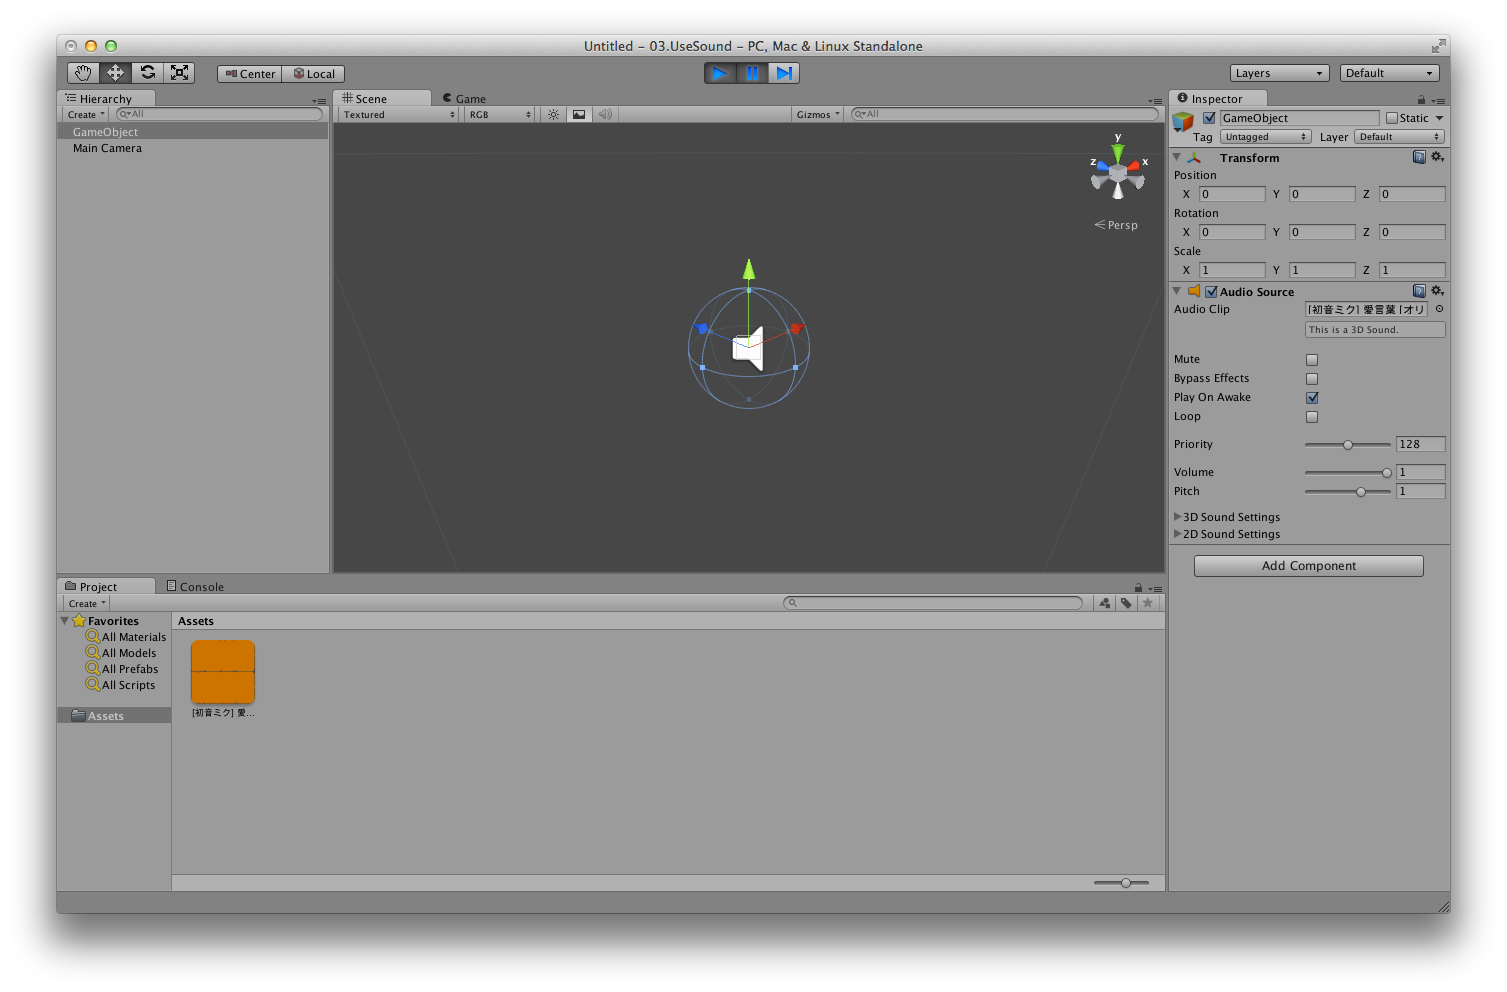 Untitled – 03.UseSound – PC, Mac & Linux Standalone
Center
Local
Layers
Default
Hierarchy
Create
All
GameObject
Main Camera
Scene
Game
Textured
RGB
Gizmos
All
y
z
x
Persp
Inspector
GameObject
Static
Tag
Untagged
Layer
Default
Transform
Position
X 0 Y 0 Z 0
Rotation
X 0 Y 0 Z 0
Scale
X 1 Y 1 Z 1
Audio Source
Audio Clip
[初音ミク] 愛言葉 [オリ
This is a 3D Sound.
Mute
Bypass Effects
Play On Awake
Loop
Priority
128
Volume
1
Pitch
1
3D Sound Settings
2D Sound Settings
Add Component
Project
Console
Create
Favorites
All Materials
All Models
All Prefabs
All Scripts
Assets
Assets
[初音ミク] 愛...